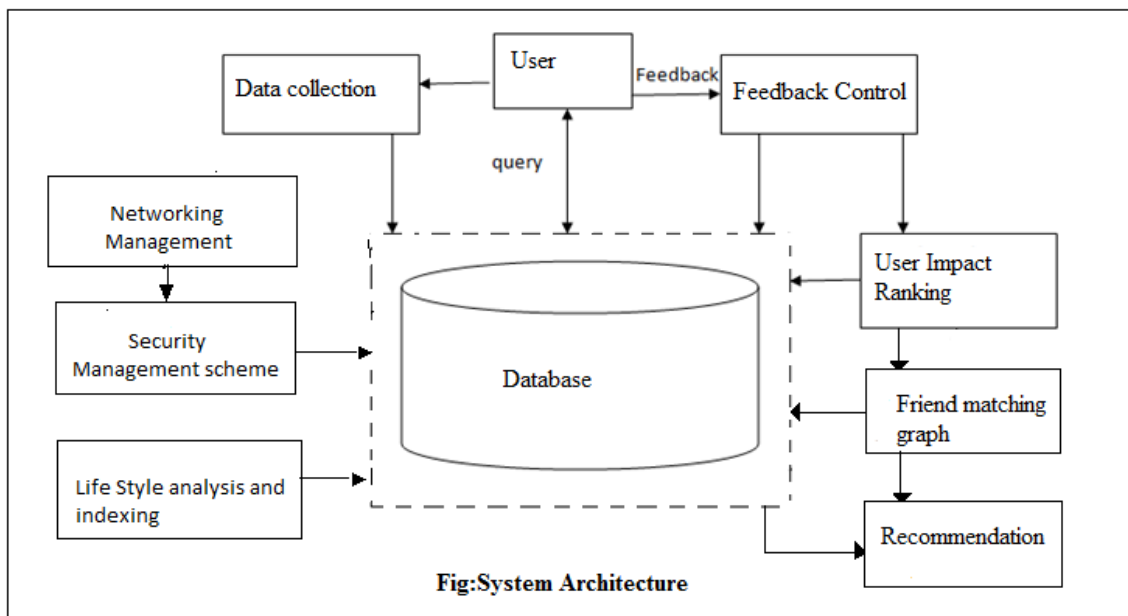 User
Data collection
Feedback
Feedback Control
query
Networking
Management
User Impact
Ranking
Security
Management scheme
Database
Friend matching
graph
Life Style analysis and
indexing
Recommendation
Fig:System Architecture